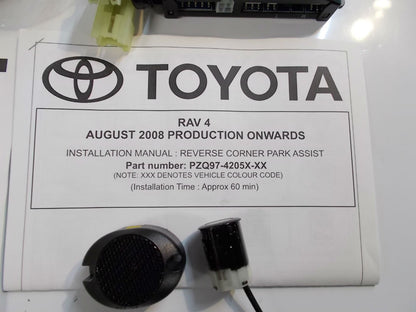 TOYOTA
RAV 4
AUGUST 2008 PRODUCTION ONWARDS
INSTALLATION MANUAL : REVERSE CORNER PARK ASSIST
Part number: PZQ97-4205X-XX
(NOTE: XXX DENOTES VEHICLE COLOUR CODE)
(Installation Time : Approx 60 min)